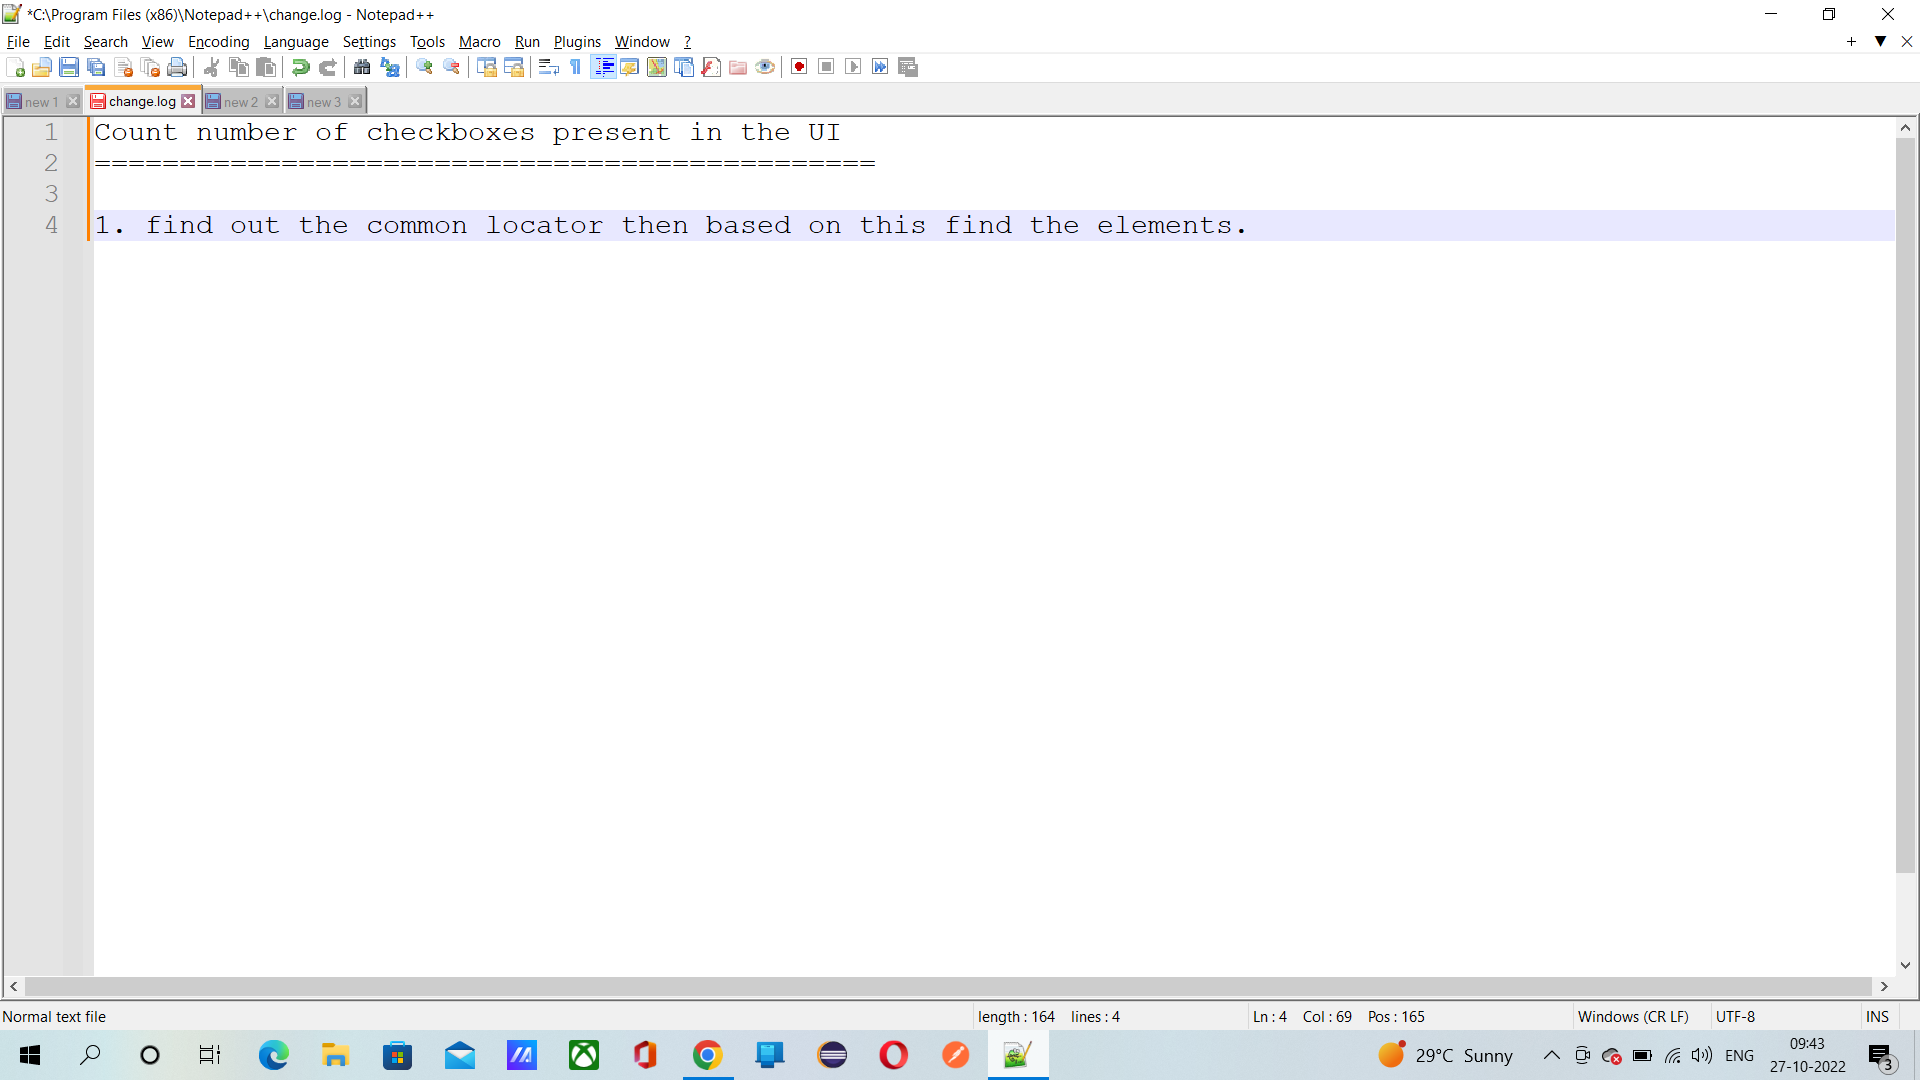 *C:\Program Files (x86)\Notepad++\change.log - Notepad++
File Edit Search View Encoding Language Settings Tools Macro Run Plugins Window ?
new 1 change.log new 2 new 3
1 Count number of checkboxes present in the UI
2 ==============================================
3
4 1. find out the common locator then based on this find the elements.
Normal text file length : 164 lines : 4 Ln : 4 Col : 69 Pos : 165 Windows (CR LF) UTF-8 INS
29°C Sunny ENG 09:43
27-10-2022 3